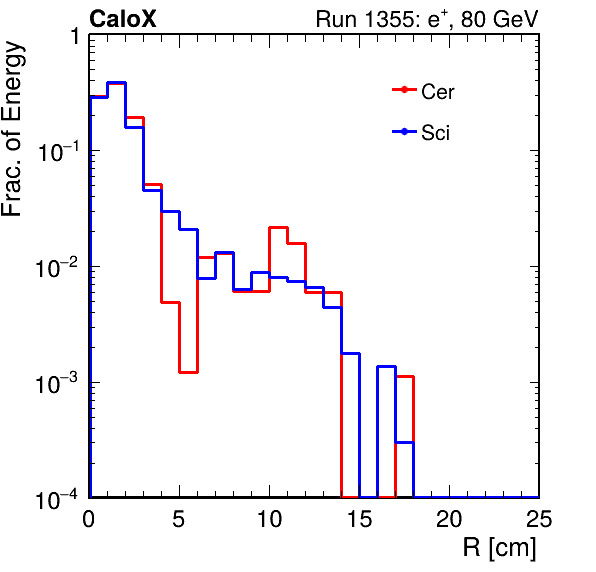 CaloX Run 1355: e⁺, 80 GeV
Frac. of Energy
1
10⁻¹
10⁻²
10⁻³
10⁻⁴
Cer
Sci
0 5 10 15 20 25
R [cm]